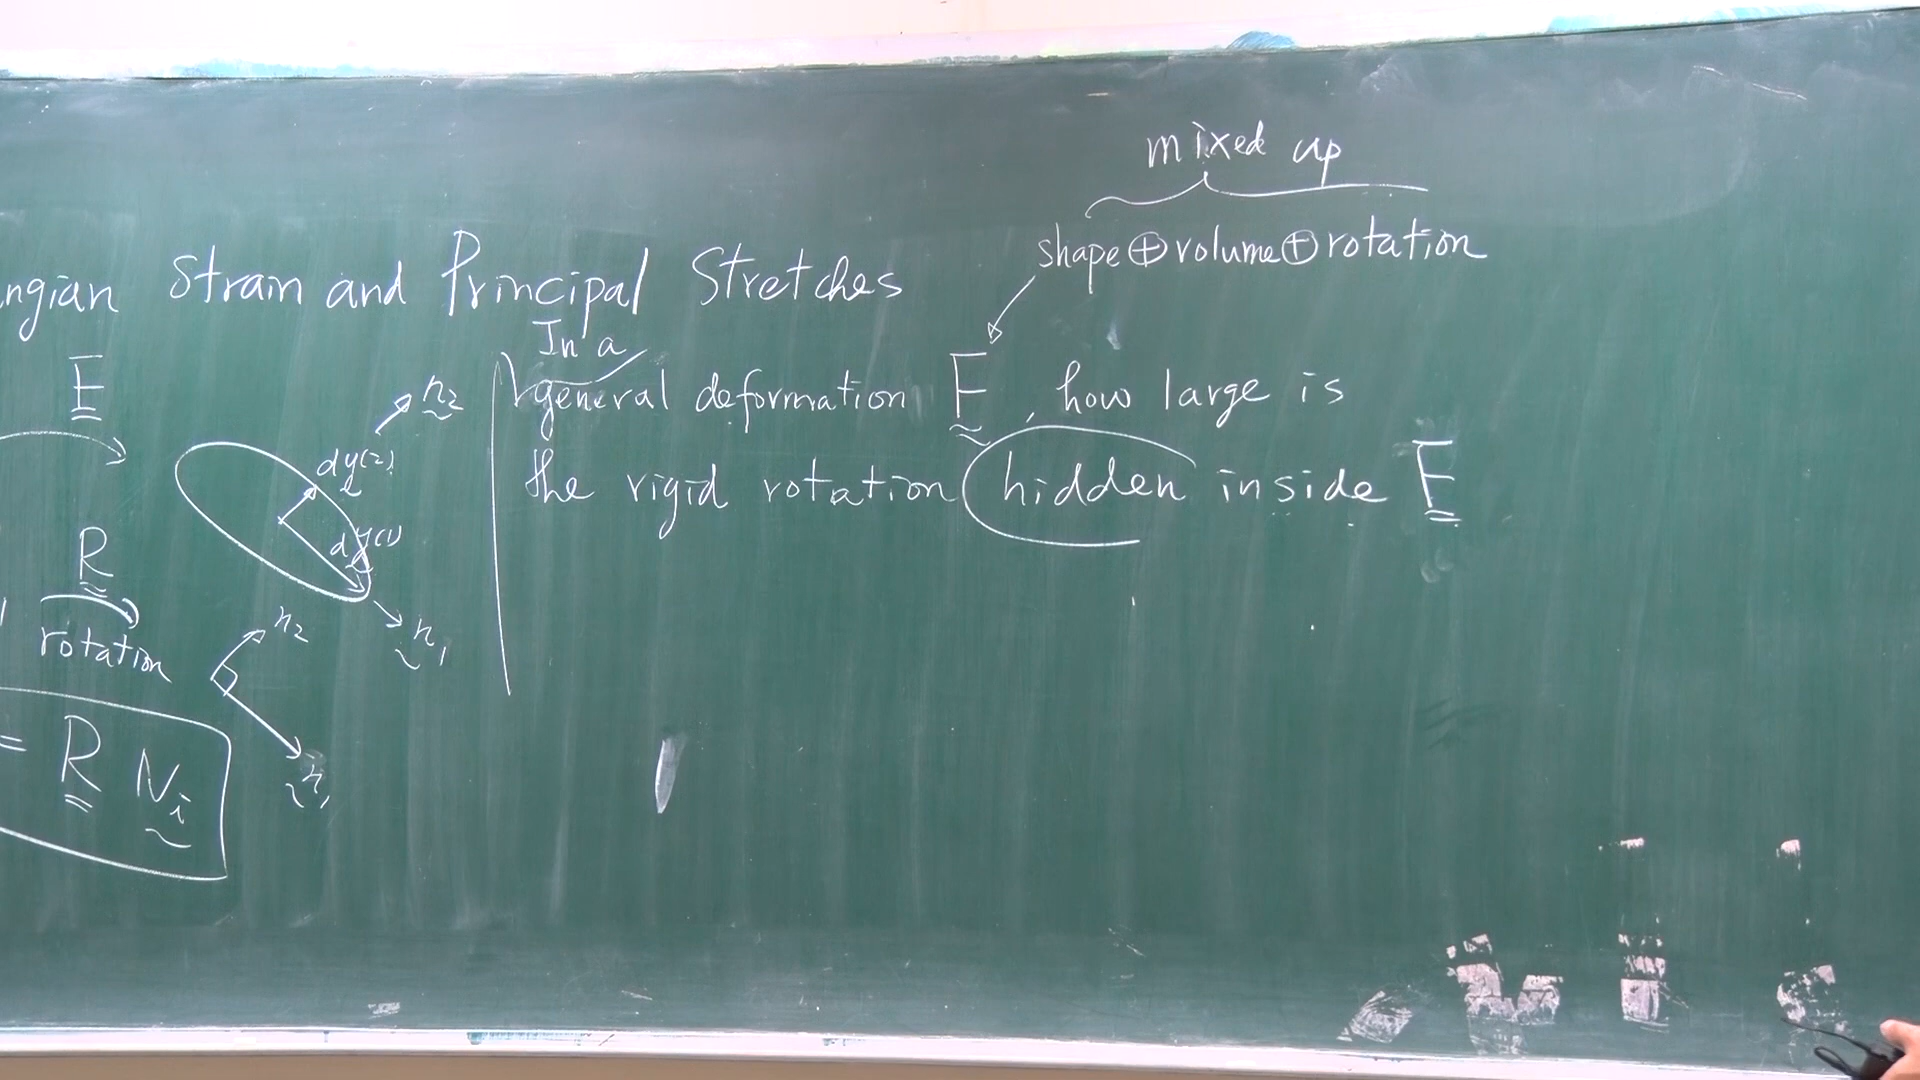 mixed up
shape⊕volume⊕rotation
ngian Strain and Principal Stretches
In a
general deformation F, how large is
the rigid rotation hidden inside F
F
n2
dy(2)
dy(1)
n1
R
rotation
n2
n1
= R Ni